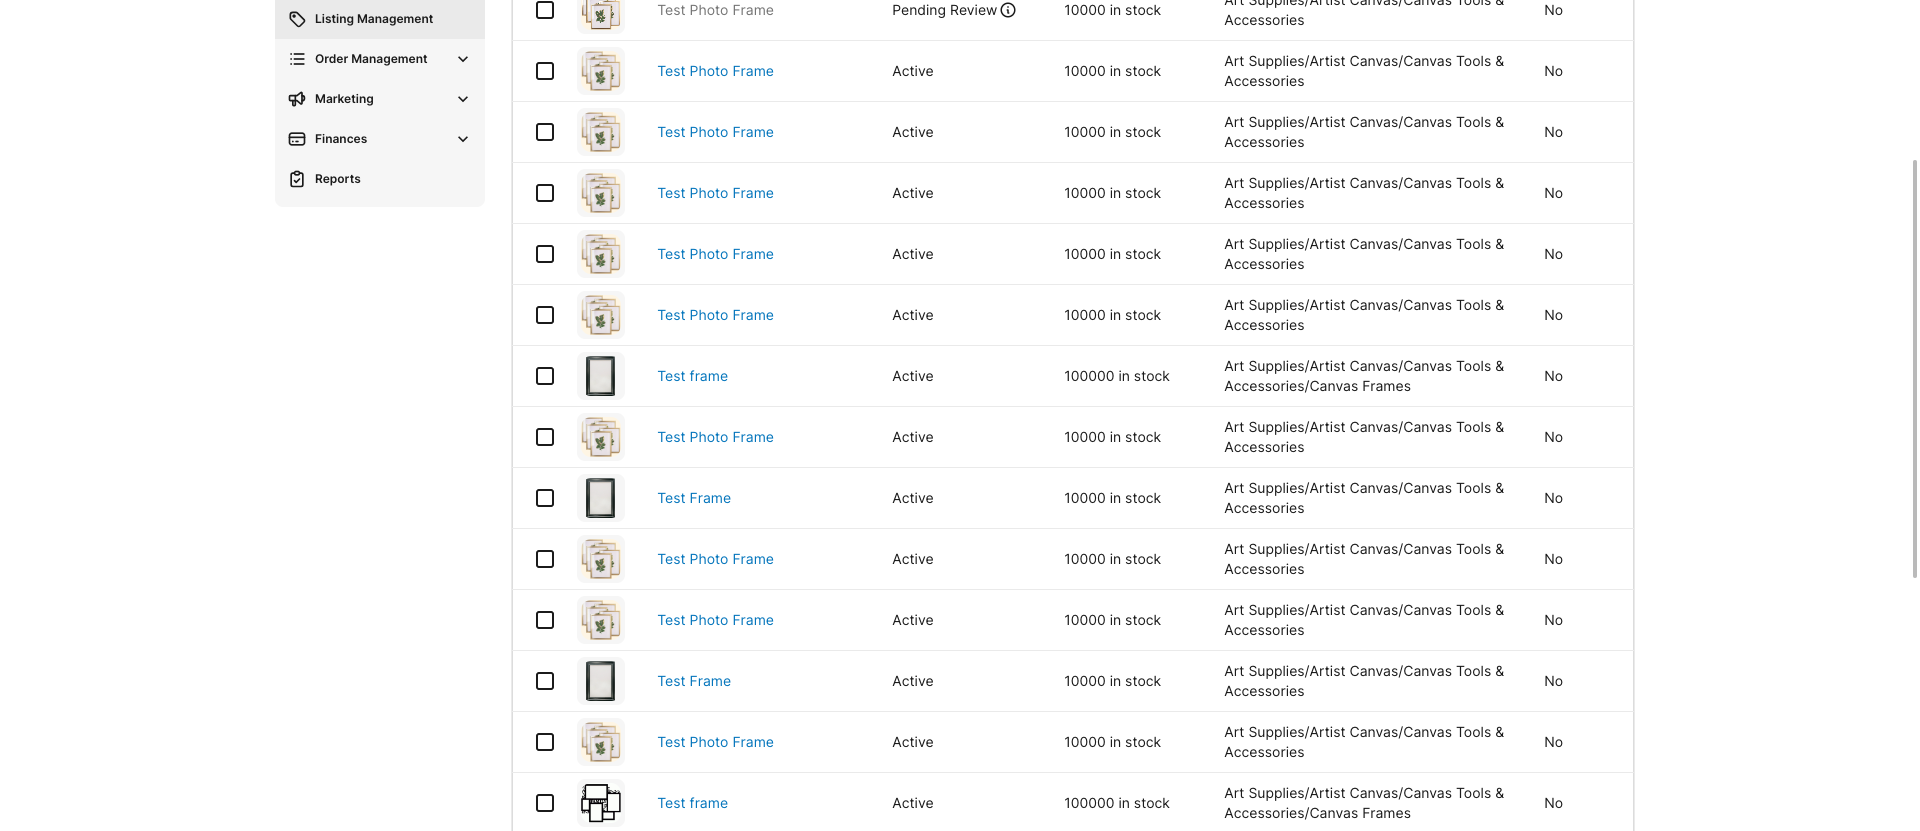 Listing Management
Order Management
Marketing
Finances
Reports
Test Photo Frame Pending Review 10000 in stock Art Supplies/Artist Canvas/Canvas Tools &
Accessories No
Test Photo Frame Active 10000 in stock Art Supplies/Artist Canvas/Canvas Tools &
Accessories No
Test Photo Frame Active 10000 in stock Art Supplies/Artist Canvas/Canvas Tools &
Accessories No
Test Photo Frame Active 10000 in stock Art Supplies/Artist Canvas/Canvas Tools &
Accessories No
Test Photo Frame Active 10000 in stock Art Supplies/Artist Canvas/Canvas Tools &
Accessories No
Test Photo Frame Active 10000 in stock Art Supplies/Artist Canvas/Canvas Tools &
Accessories No
Test frame Active 100000 in stock Art Supplies/Artist Canvas/Canvas Tools &
Accessories/Canvas Frames No
Test Photo Frame Active 10000 in stock Art Supplies/Artist Canvas/Canvas Tools &
Accessories No
Test Frame Active 10000 in stock Art Supplies/Artist Canvas/Canvas Tools &
Accessories No
Test Photo Frame Active 10000 in stock Art Supplies/Artist Canvas/Canvas Tools &
Accessories No
Test Photo Frame Active 10000 in stock Art Supplies/Artist Canvas/Canvas Tools &
Accessories No
Test Frame Active 10000 in stock Art Supplies/Artist Canvas/Canvas Tools &
Accessories No
Test Photo Frame Active 10000 in stock Art Supplies/Artist Canvas/Canvas Tools &
Accessories No
Test frame Active 100000 in stock Art Supplies/Artist Canvas/Canvas Tools &
Accessories/Canvas Frames No